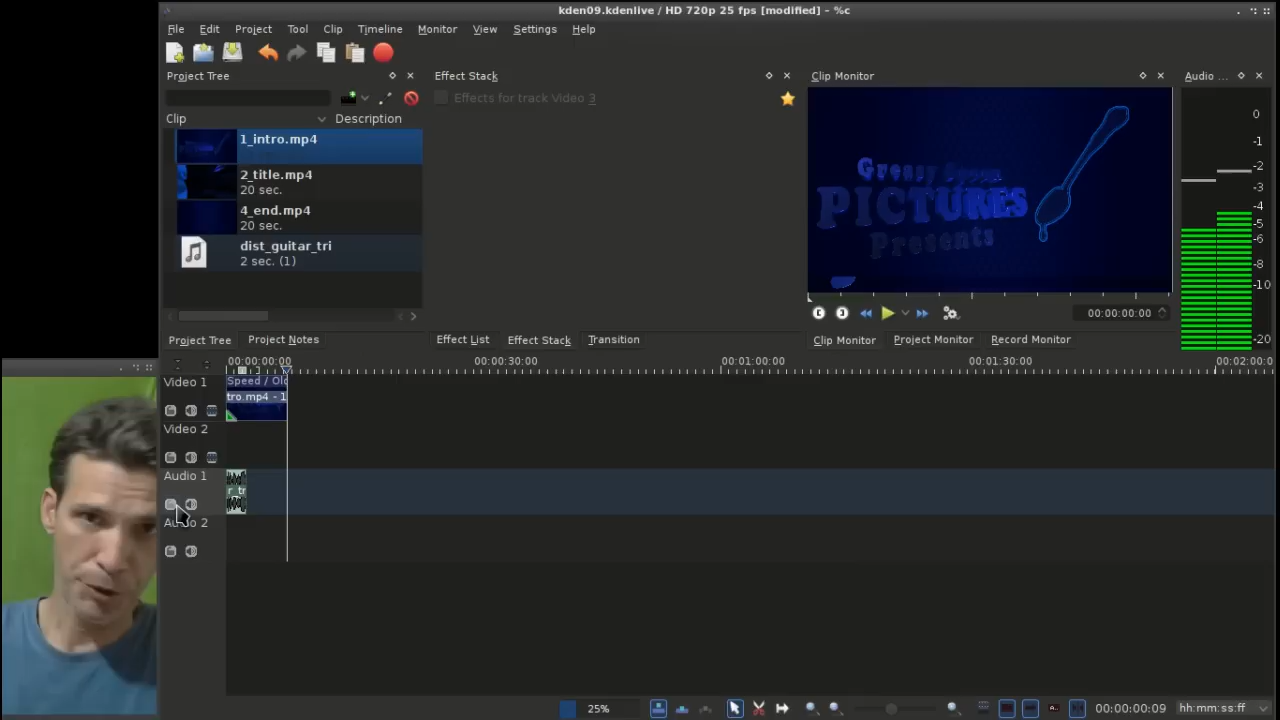 kden09.kdenlive / HD 720p 25 fps [modified] – %c
File Edit Project Tool Clip Timeline Monitor View Settings Help
Project Tree
Effect Stack
Clip Monitor
Audio ...
Effects for track Video 3
Clip
Description
1_intro.mp4
2_title.mp4
20 sec.
4_end.mp4
20 sec.
dist_guitar_tri
2 sec. (1)
Greasy Spoon
PICTURES
Presents
0
-1
-2
-3
-4
-5
-6
-8
-10
-20
00:00:00:00
Project Tree
Project Notes
Effect List
Effect Stack
Transition
Clip Monitor
Project Monitor
Record Monitor
00:00:00:00
00:00:30:00
00:01:00:00
00:01:30:00
00:02:00:0
Video 1
Speed / Old
tro.mp4 - 1
Video 2
Audio 1
r_tr
Audio 2
25%
00:00:00:09
hh:mm:ss:ff